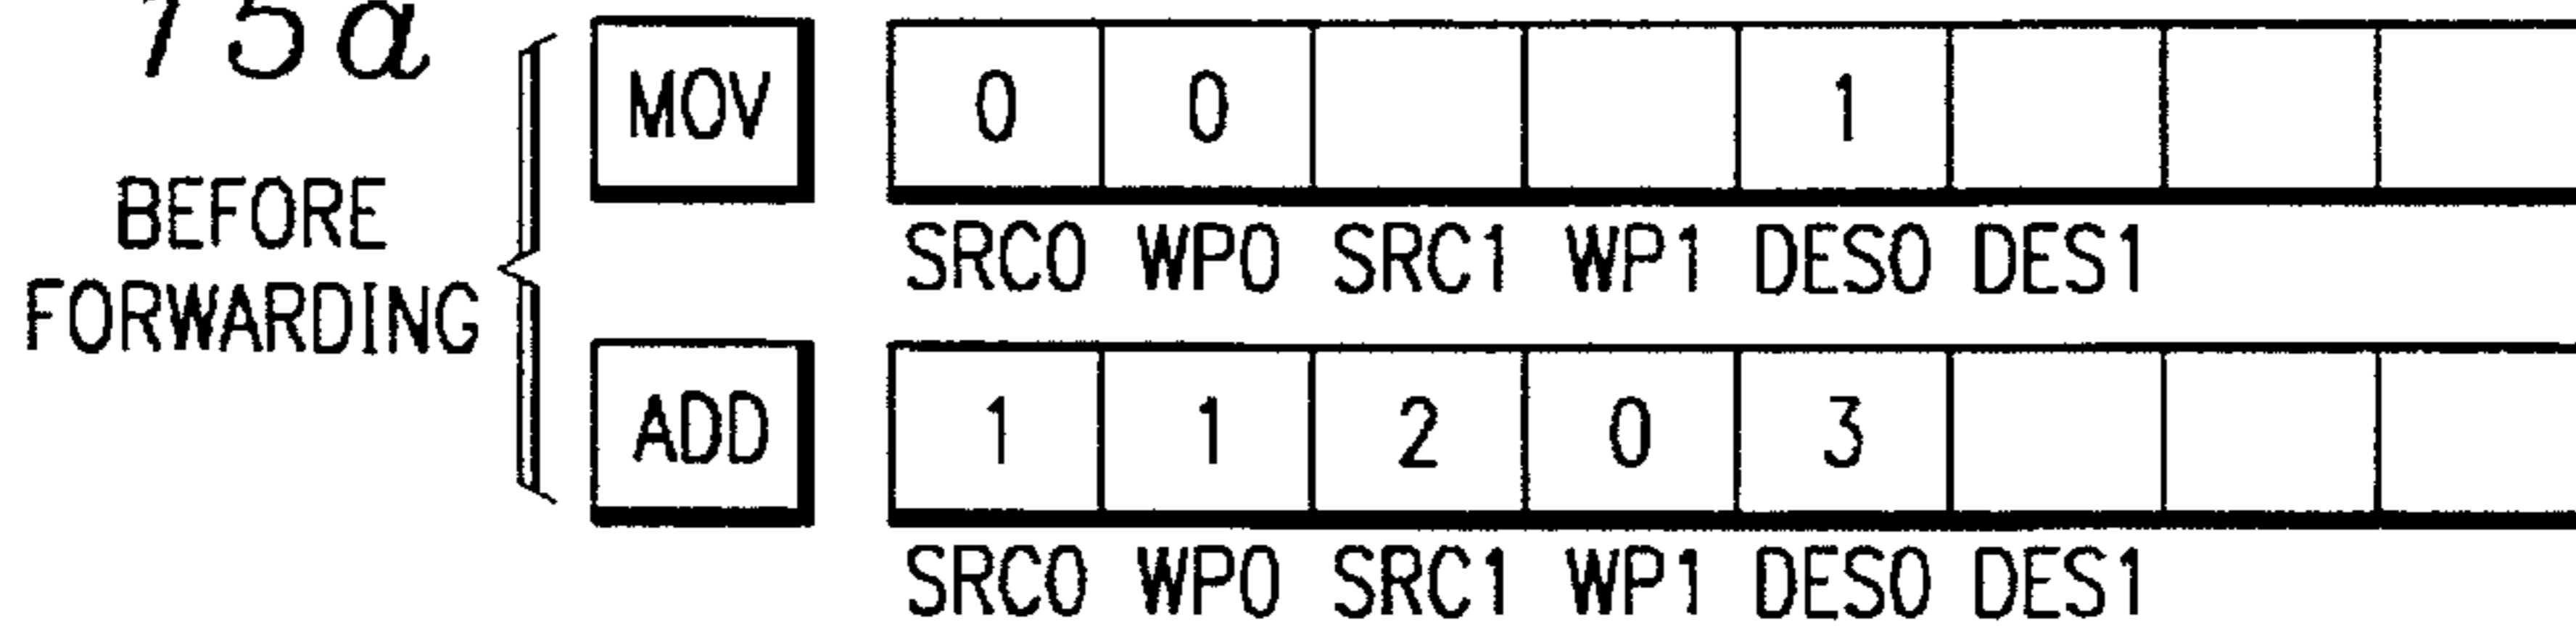 15a
MOV 0 0 1
BEFORE
SRC0 WP0 SRC1 WP1 DES0 DES1
FORWARDING
ADD 1 1 2 0 3
SRC0 WP0 SRC1 WP1 DES0 DES1